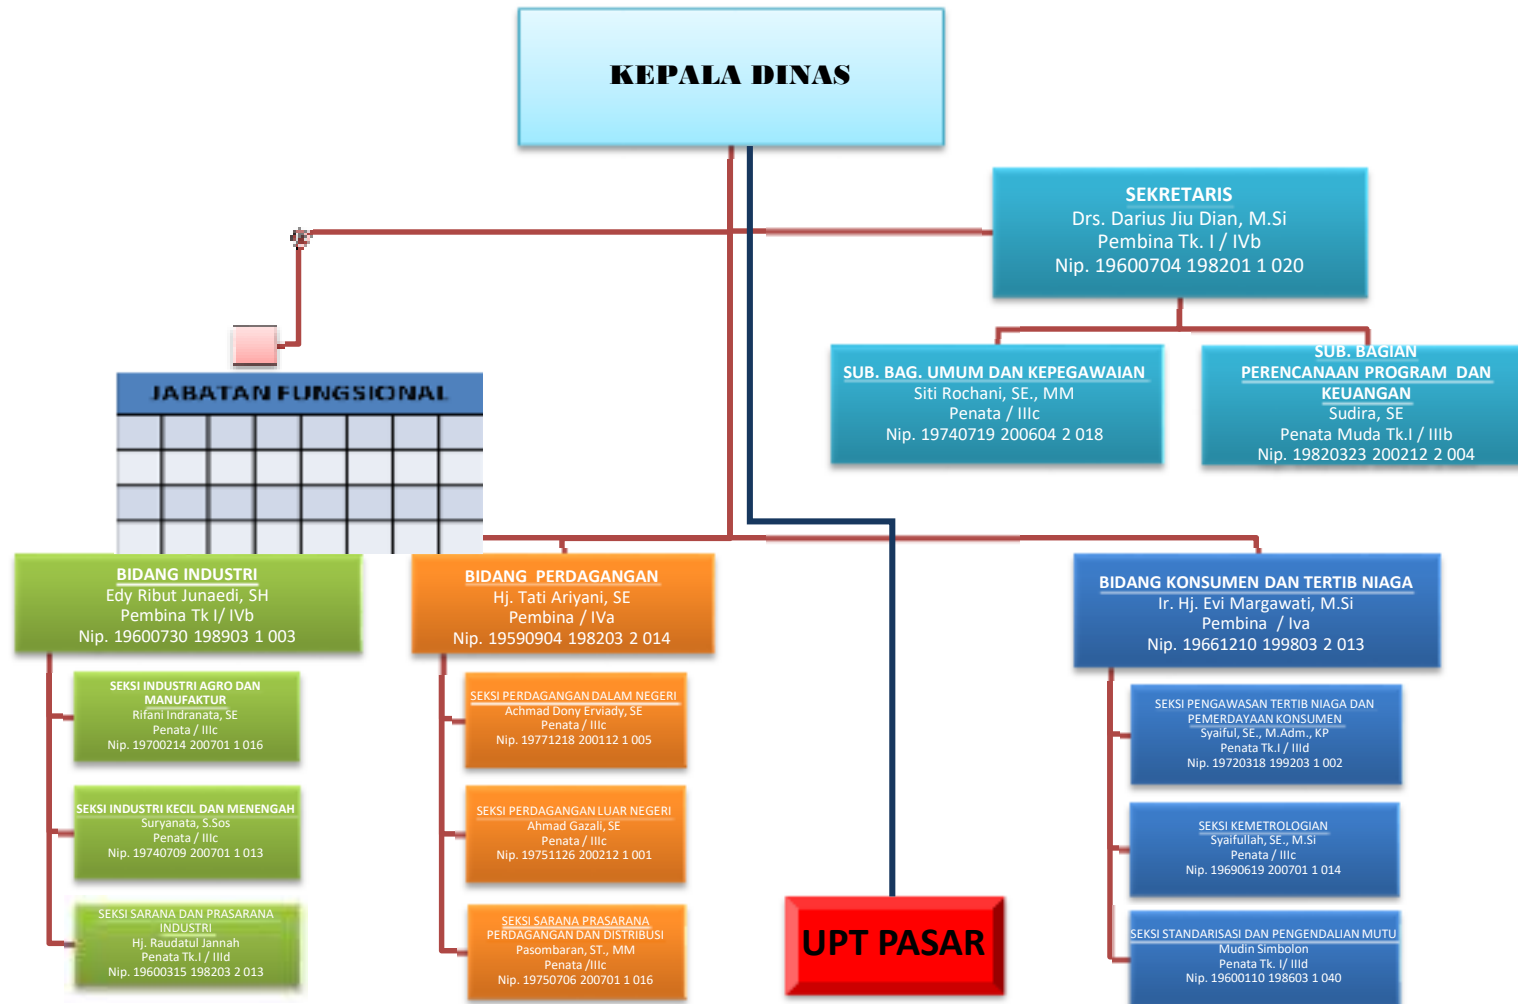 KEPALA DINAS
SEKRETARIS
Drs. Darius Jiu Dian, M.Si
Pembina Tk. I / IVb
Nip. 19600704 198201 1 020
SUB. BAG. UMUM DAN KEPEGAWAIAN
Siti Rochani, SE., MM
Penata / IIIc
Nip. 19740719 200604 2 018
SUB. BAGIAN
PERENCANAAN PROGRAM DAN
KEUANGAN
Sudira, SE
Penata Muda Tk.I / IIIb
Nip. 19820323 200212 2 004
JABATAN FUNGSIONAL
BIDANG INDUSTRI
Edy Ribut Junaedi, SH
Pembina Tk I/ IVb
Nip. 19600730 198903 1 003
SEKSI INDUSTRI AGRO DAN
MANUFAKTUR
Rifani Indranata, SE
Penata / IIIc
Nip. 19700214 200701 1 016
SEKSI INDUSTRI KECIL DAN MENENGAH
Suryanata, S.Sos
Penata / IIIc
Nip. 19740709 200701 1 013
SEKSI SARANA DAN PRASARANA
INDUSTRI
Hj. Raudatul Jannah
Penata Tk.I / IIId
Nip. 19600315 198203 2 013
BIDANG PERDAGANGAN
Hj. Tati Ariyani, SE
Pembina / IVa
Nip. 19590904 198203 2 014
SEKSI PERDAGANGAN DALAM NEGERI
Achmad Dony Erviady, SE
Penata / IIIc
Nip. 19771218 200112 1 005
SEKSI PERDAGANGAN LUAR NEGERI
Ahmad Gazali, SE
Penata / IIIc
Nip. 19751126 200212 1 001
SEKSI SARANA PRASARANA
PERDAGANGAN DAN DISTRIBUSI
Pasombaran, ST., MM
Penata /IIIc
Nip. 19750706 200701 1 016
UPT PASAR
BIDANG KONSUMEN DAN TERTIB NIAGA
Ir. Hj. Evi Margawati, M.Si
Pembina / Iva
Nip. 19661210 199803 2 013
SEKSI PENGAWASAN TERTIB NIAGA DAN
PEMERDAYAAN KONSUMEN
Syaiful, SE., M.Adm., KP
Penata Tk.I / IIId
Nip. 19720318 199203 1 002
SEKSI KEMETROLOGIAN
Syaifullah, SE., M.Si
Penata / IIIc
Nip. 19690619 200701 1 014
SEKSI STANDARISASI DAN PENGENDALIAN MUTU
Mudin Simbolon
Penata Tk. I/ IIId
Nip. 19600110 198603 1 040